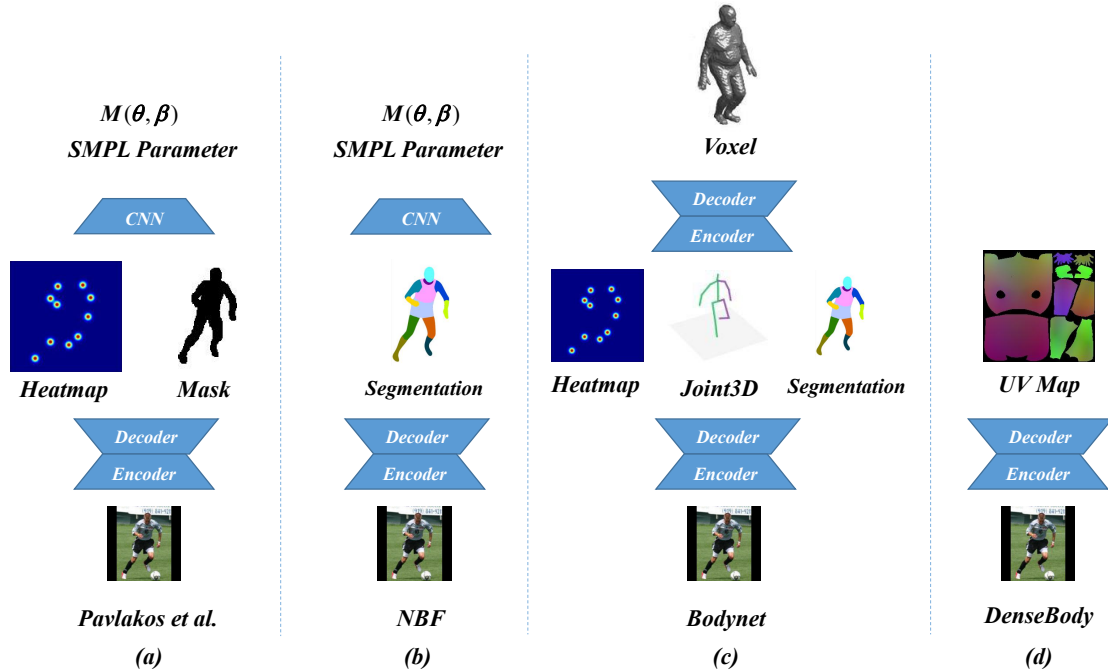 M(θ, β)
SMPL Parameter
CNN
Heatmap
Mask
Decoder
Encoder
Pavlakos et al.
(a)
M(θ, β)
SMPL Parameter
CNN
Segmentation
Decoder
Encoder
NBF
(b)
Voxel
Decoder
Encoder
Heatmap
Joint3D
Segmentation
Decoder
Encoder
Bodynet
(c)
UV Map
Decoder
Encoder
DenseBody
(d)